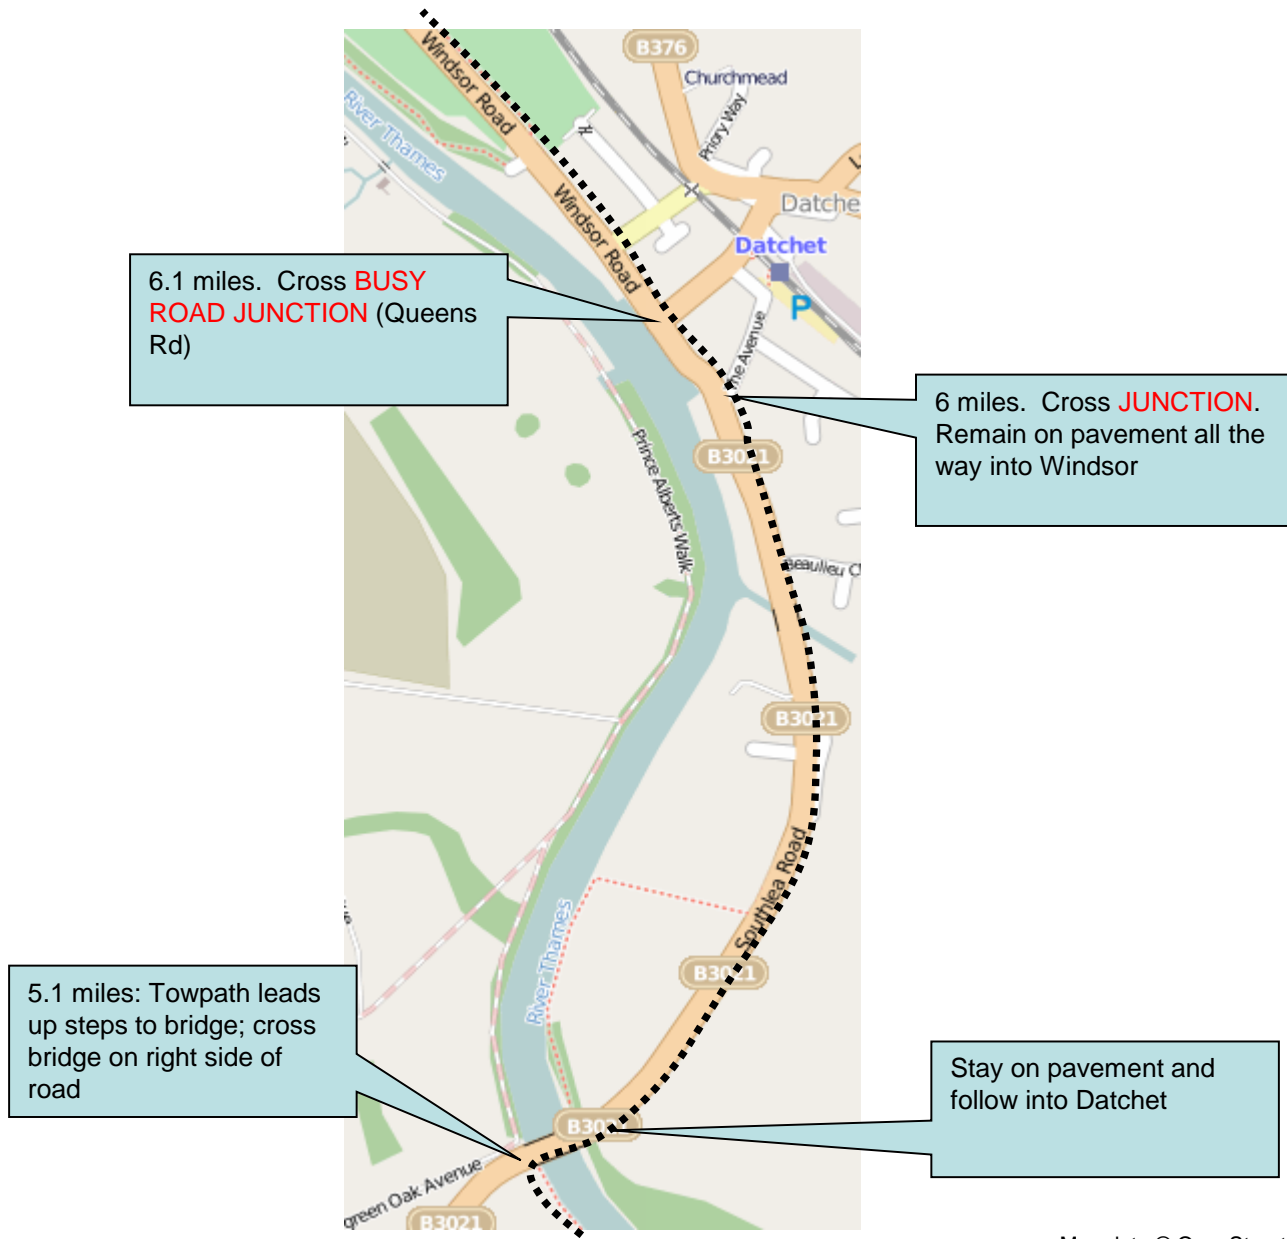 B376
Churchmead
Windsor Road
Priory Way
River Thames
Windsor Road
Datchet
P
6.1 miles.  Cross BUSY
ROAD JUNCTION (Queens
Rd)
6 miles.  Cross JUNCTION.
Remain on pavement all the
way into Windsor
Avenue
B3021
Prince Alberts Walk
B3021
Southlea Road
B3021
River Thames
5.1 miles: Towpath leads
up steps to bridge; cross
bridge on right side of
road
Stay on pavement and
follow into Datchet
Oak Avenue
B3021